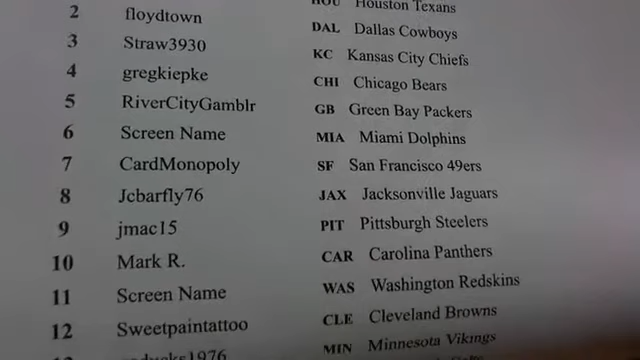 HOU Houston Texans
2 floydtown
DAL Dallas Cowboys
3 Straw3930
KC Kansas City Chiefs
4 gregkiepke
CHI Chicago Bears
5 RiverCityGamblr
GB Green Bay Packers
6 Screen Name
MIA Miami Dolphins
7 CardMonopoly
SF San Francisco 49ers
8 Jcbarfly76
JAX Jacksonville Jaguars
9 jmac15
PIT Pittsburgh Steelers
10 Mark R.
CAR Carolina Panthers
11 Screen Name
WAS Washington Redskins
12 Sweetpaintattoo
CLE Cleveland Browns
MIN Minnesota Vikings